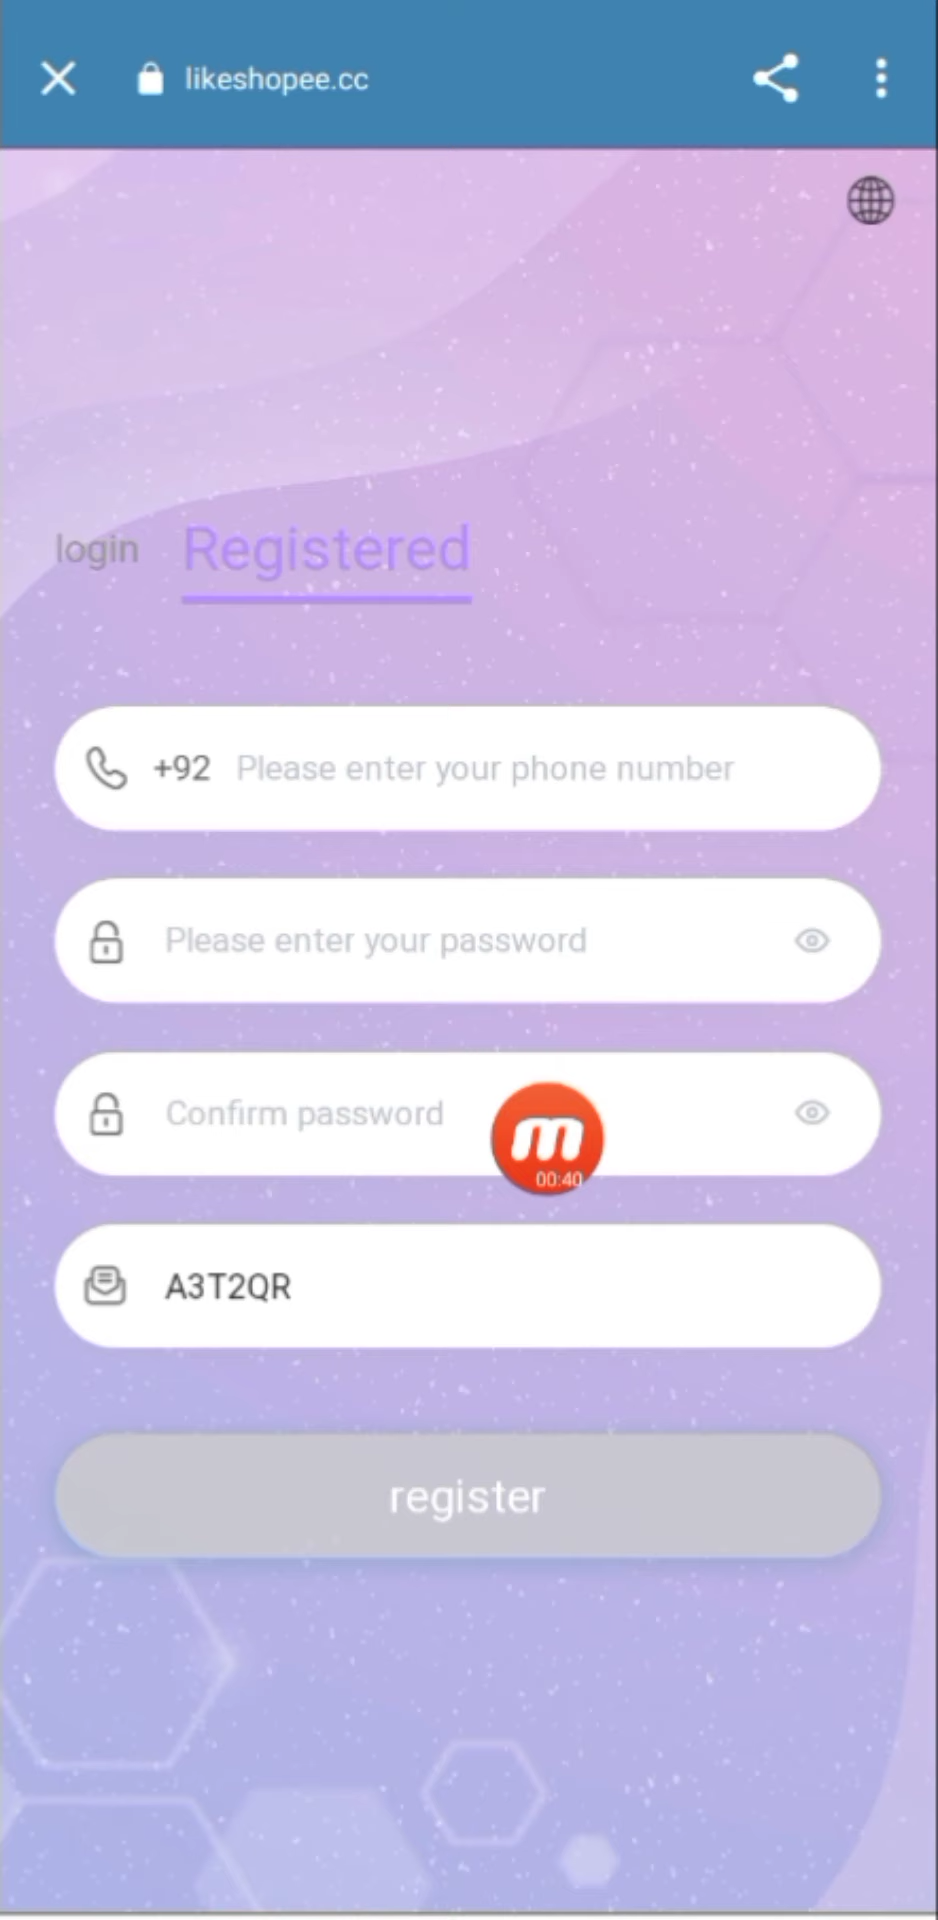 likeshopee.cc
login Registered
+92 Please enter your phone number
Please enter your password
Confirm password
m
00:40
A3T2QR
register